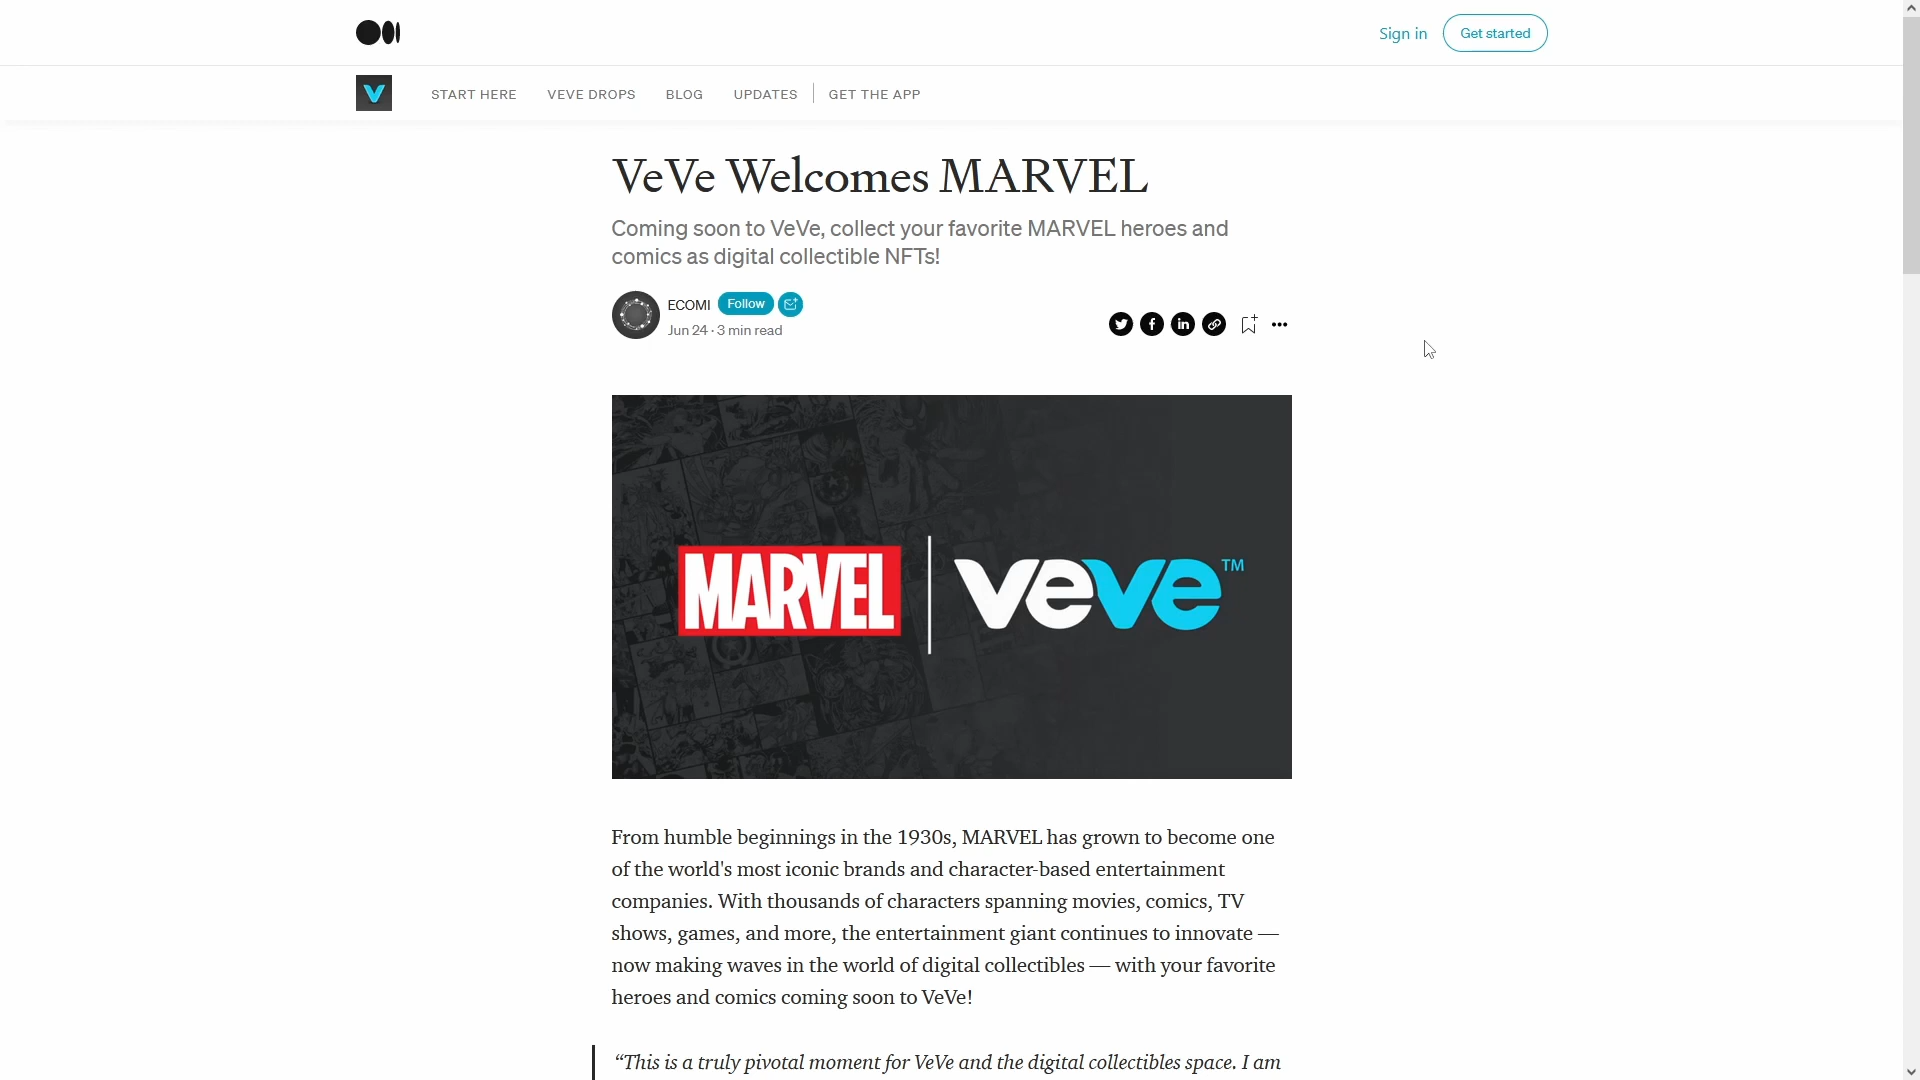 Sign in
Get started
START HERE
VEVE DROPS
BLOG
UPDATES
GET THE APP
VeVe Welcomes MARVEL
Coming soon to VeVe, collect your favorite MARVEL heroes and
comics as digital collectible NFTs!
ECOMI
Follow
Jun 24 · 3 min read
MARVEL
veve™
From humble beginnings in the 1930s, MARVEL has grown to become one
of the world's most iconic brands and character-based entertainment
companies. With thousands of characters spanning movies, comics, TV
shows, games, and more, the entertainment giant continues to innovate —
now making waves in the world of digital collectibles — with your favorite
heroes and comics coming soon to VeVe!
“This is a truly pivotal moment for VeVe and the digital collectibles space. I am